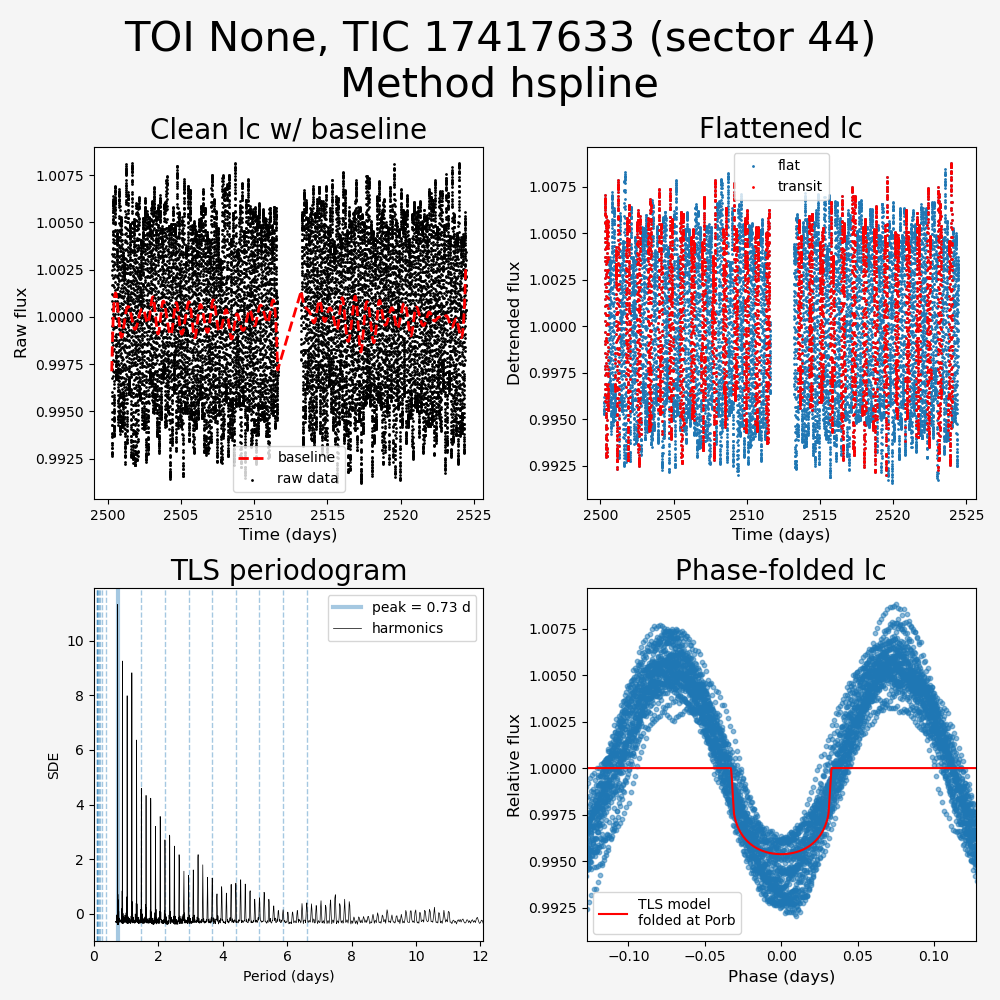 TOI None, TIC 17417633 (sector 44)
Method hspline
Clean lc w/ baseline
Raw flux
1.0075
1.0050
1.0025
1.0000
0.9975
0.9950
0.9925
baseline
raw data
2500
2505
2510
2515
2520
2525
Time (days)
Flattened lc
Detrended flux
1.0075
1.0050
1.0025
1.0000
0.9975
0.9950
0.9925
flat
transit
2500
2505
2510
2515
2520
2525
Time (days)
TLS periodogram
SDE
10
8
6
4
2
0
peak = 0.73 d
harmonics
0
2
4
6
8
10
12
Period (days)
Phase-folded lc
Relative flux
1.0075
1.0050
1.0025
1.0000
0.9975
0.9950
0.9925
TLS model
folded at Porb
−0.10
−0.05
0.00
0.05
0.10
Phase (days)